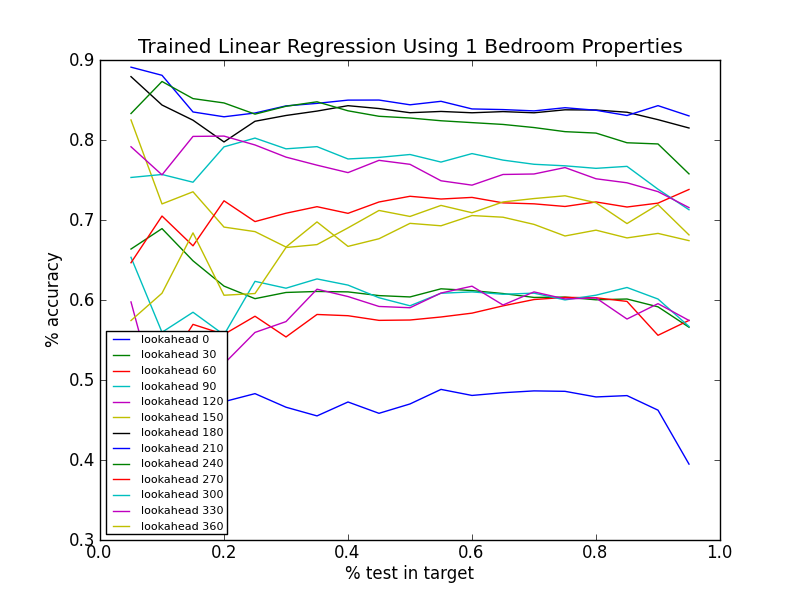 Trained Linear Regression Using 1 Bedroom Properties
0.9
0.8
0.7
0.6
0.5
0.4
0.3
% accuracy
lookahead 0
lookahead 30
lookahead 60
lookahead 90
lookahead 120
lookahead 150
lookahead 180
lookahead 210
lookahead 240
lookahead 270
lookahead 300
lookahead 330
lookahead 360
0.0 0.2 0.4 0.6 0.8 1.0
% test in target